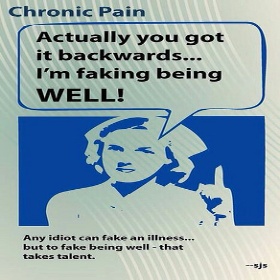 Chronic Pain
Actually you got
it backwards...
I'm faking being
WELL!
Any idiot can fake an illness...
but to fake being well - that
takes talent.
--sjs